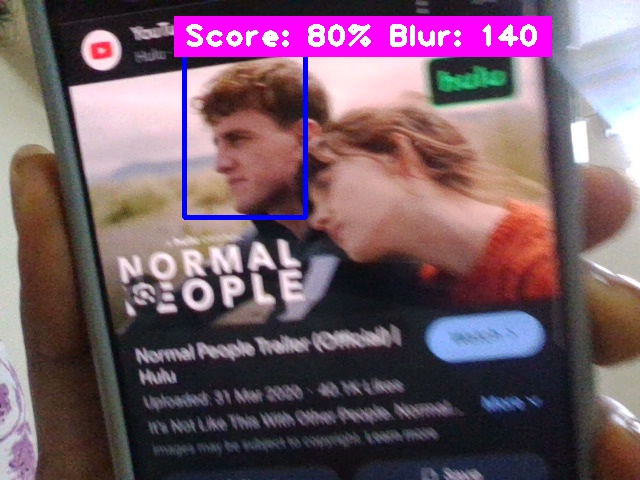 Score: 80% Blur: 140
YouTu
Hulu
hulu
NORMAL
PEOPLE
Normal People Trailer (Official) |
Hulu
Watch >
Uploaded: 31 Mar 2020 · 40.1K Likes
It's Not Like This With Other People. Normal...
More
Images may be subject to copyright. Learn more
Save